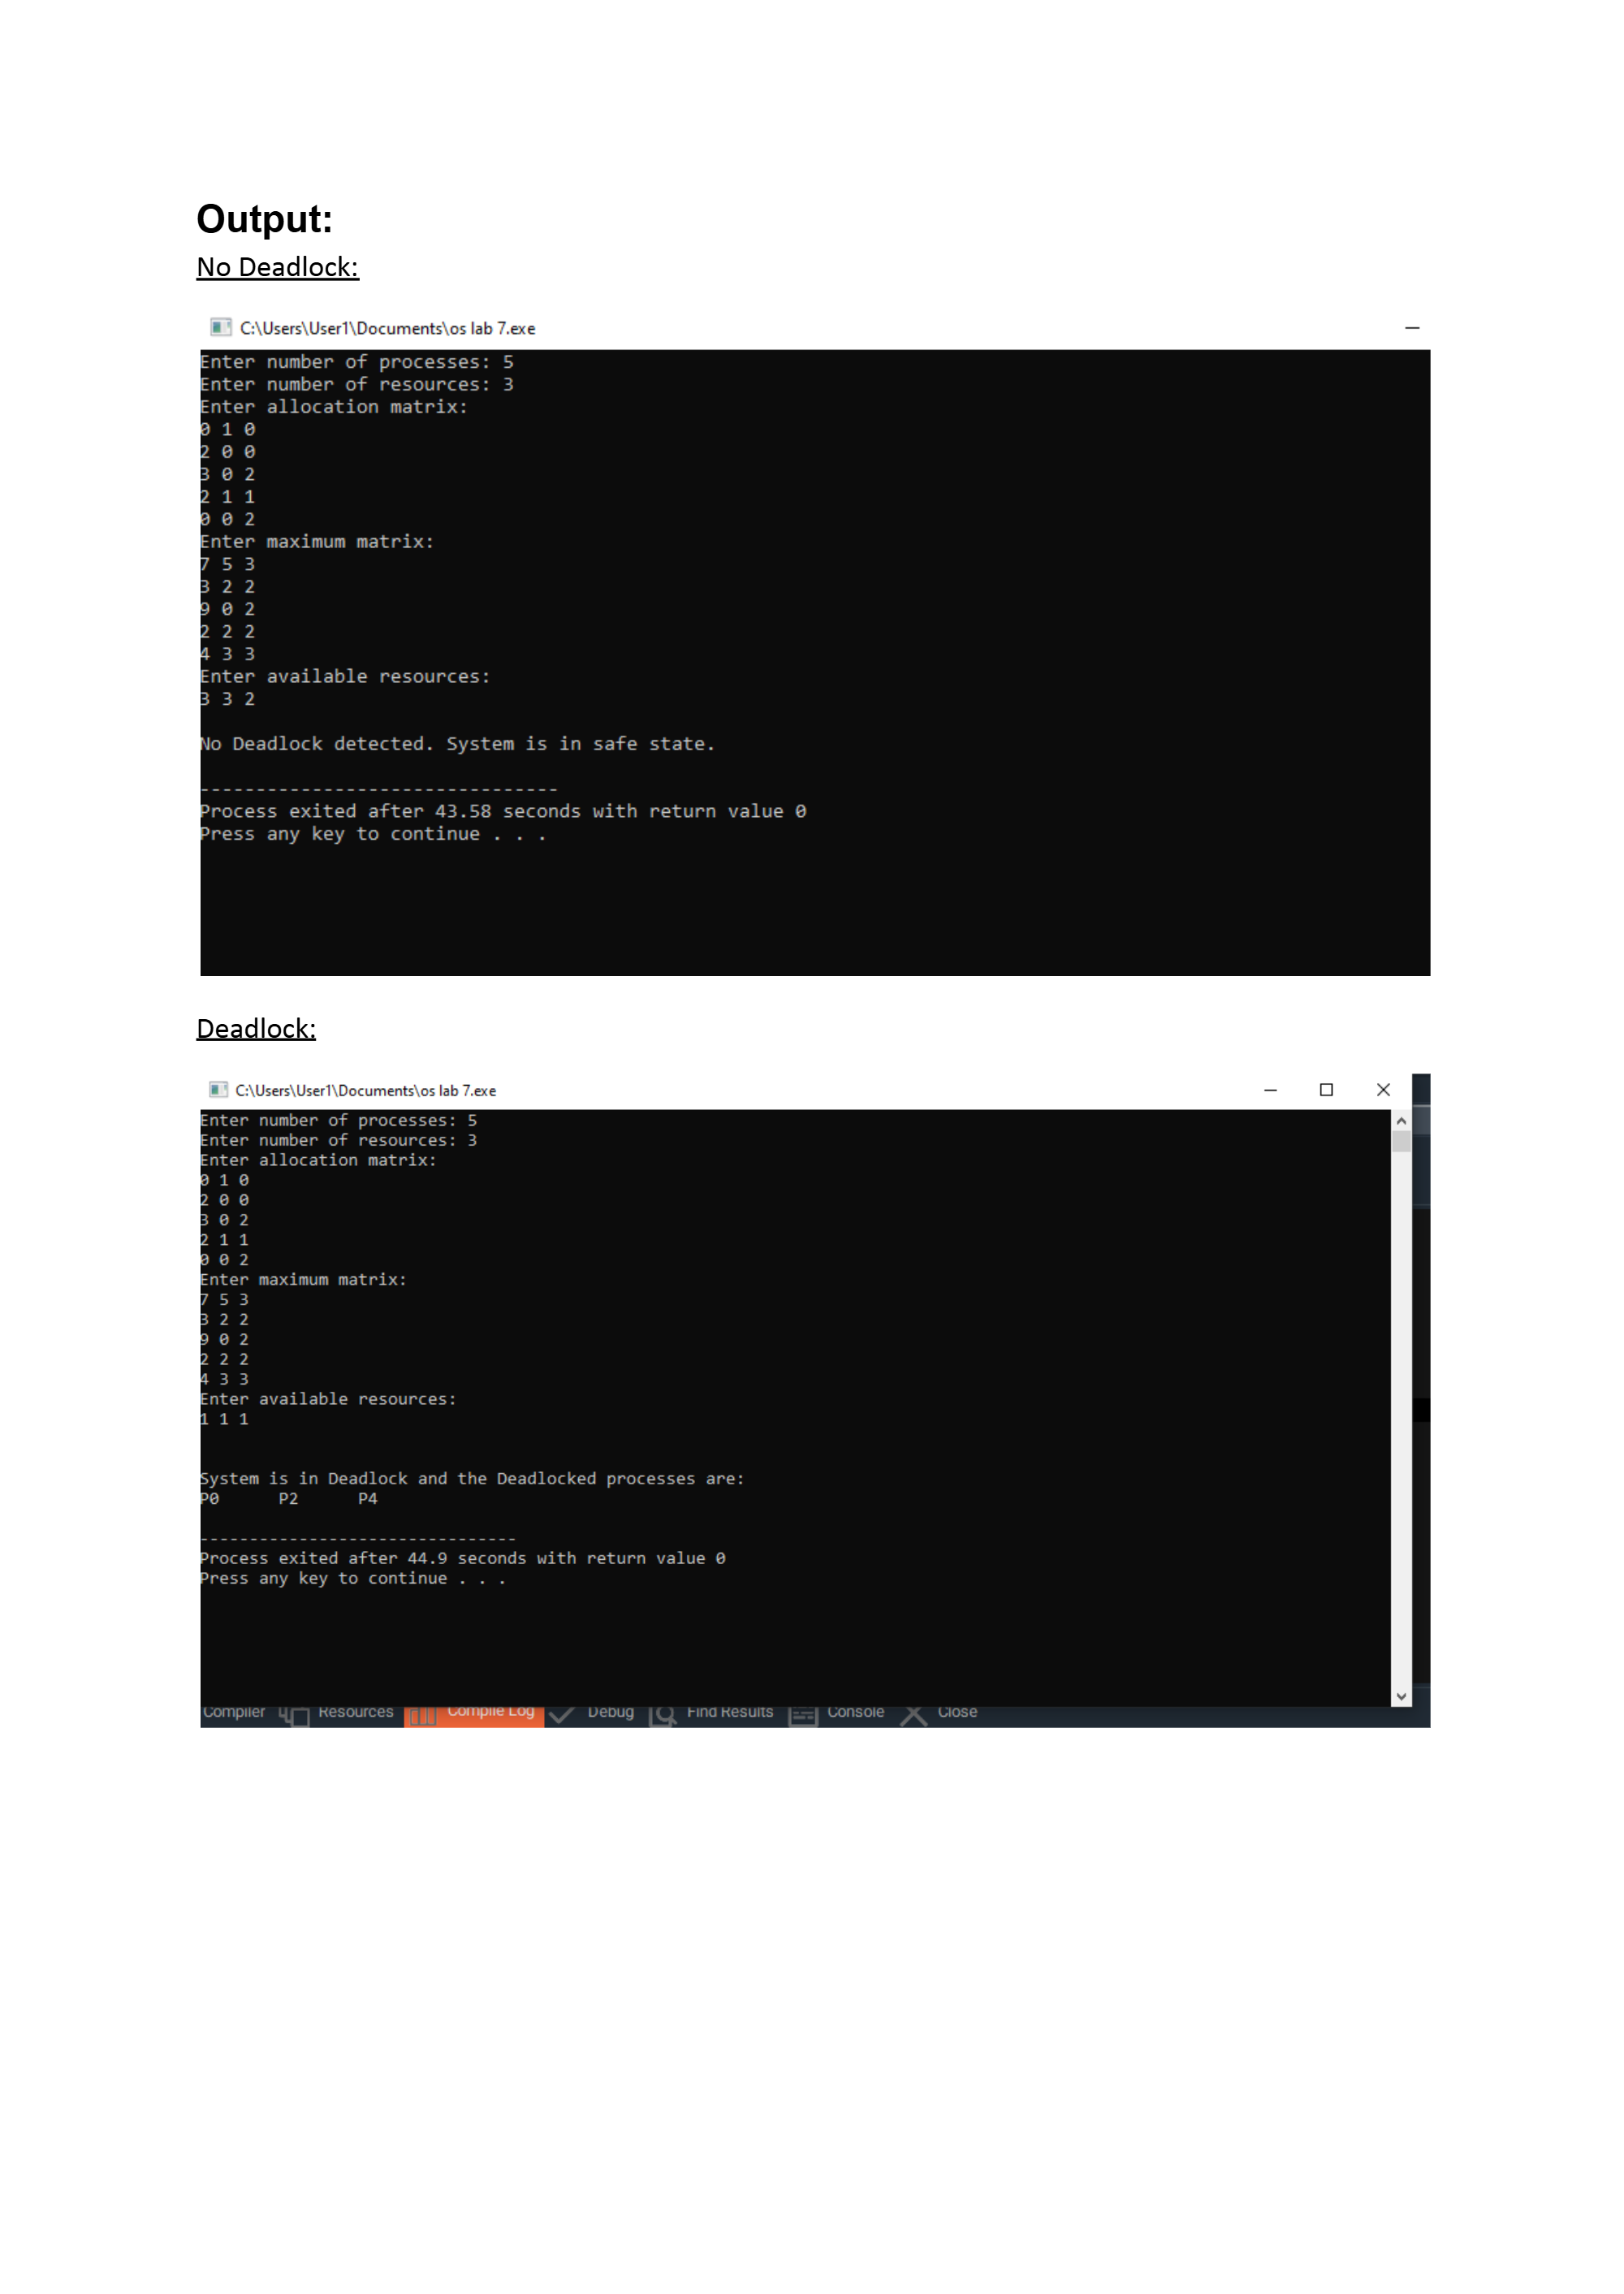 Output:
No Deadlock:
C:\Users\User1\Documents\os lab 7.exe
Enter number of processes: 5
Enter number of resources: 3
Enter allocation matrix:
0 1 0
2 0 0
3 0 2
2 1 1
0 0 2
Enter maximum matrix:
7 5 3
3 2 2
9 0 2
2 2 2
4 3 3
Enter available resources:
3 3 2
No Deadlock detected. System is in safe state.
--------------------------------
Process exited after 43.58 seconds with return value 0
Press any key to continue . . .
Deadlock:
C:\Users\User1\Documents\os lab 7.exe
Enter number of processes: 5
Enter number of resources: 3
Enter allocation matrix:
0 1 0
2 0 0
3 0 2
2 1 1
0 0 2
Enter maximum matrix:
7 5 3
3 2 2
9 0 2
2 2 2
4 3 3
Enter available resources:
1 1 1
System is in Deadlock and the Deadlocked processes are:
P0 P2 P4
--------------------------------
Process exited after 44.9 seconds with return value 0
Press any key to continue . . .
Compiler Resources Compile Log Debug Find Results Console Close